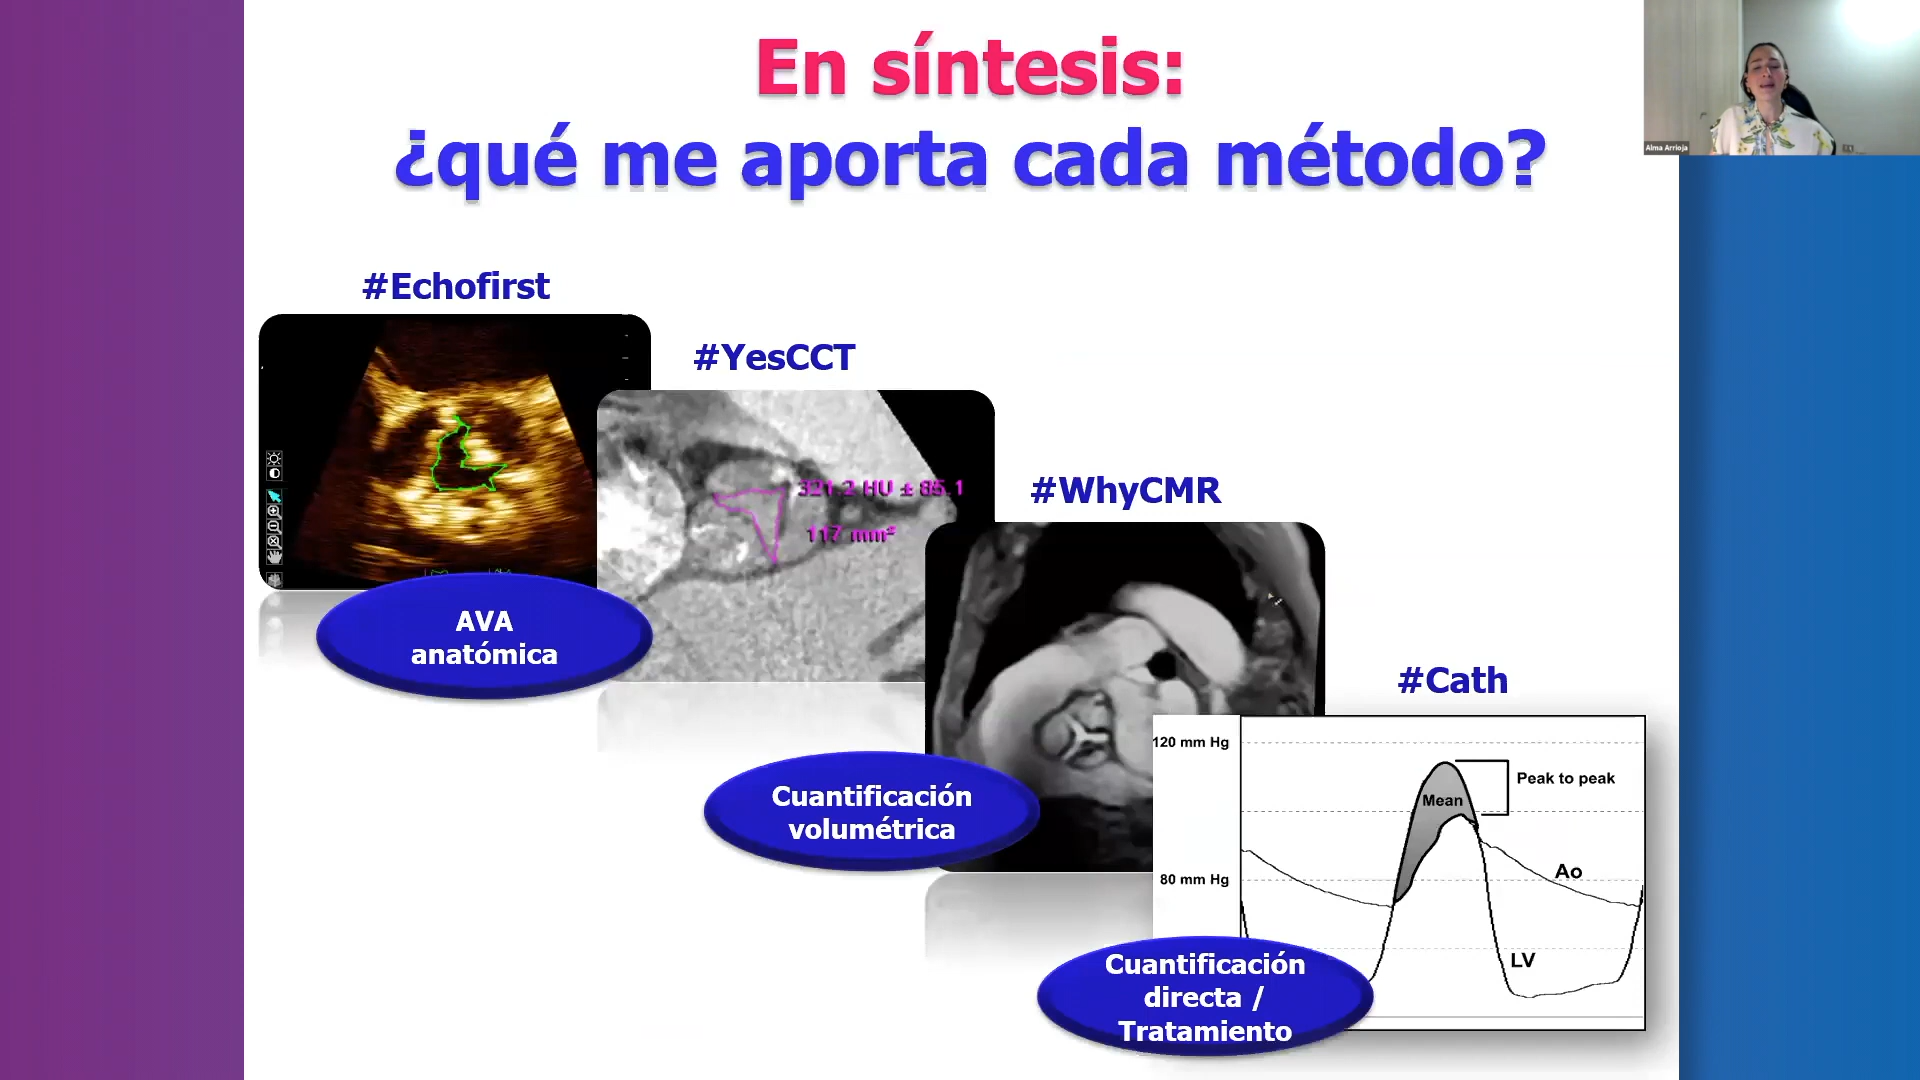 En síntesis:
¿qué me aporta cada método?
Alma Arrioja
#Echofirst
#YesCCT
321.2 HU ± 85.1
117 mm²
#WhyCMR
AVA
anatómica
#Cath
120 mm Hg
Peak to peak
Mean
Cuantificación
volumétrica
Ao
80 mm Hg
LV
Cuantificación
directa /
Tratamiento